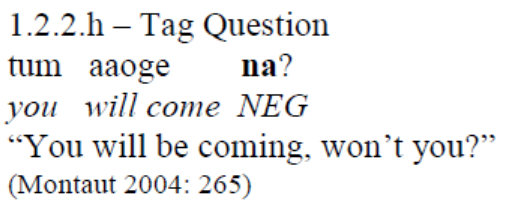 1.2.2.h – Tag Question
tum aaoge na?
you will come NEG
“You will be coming, won’t you?”
(Montaut 2004: 265)